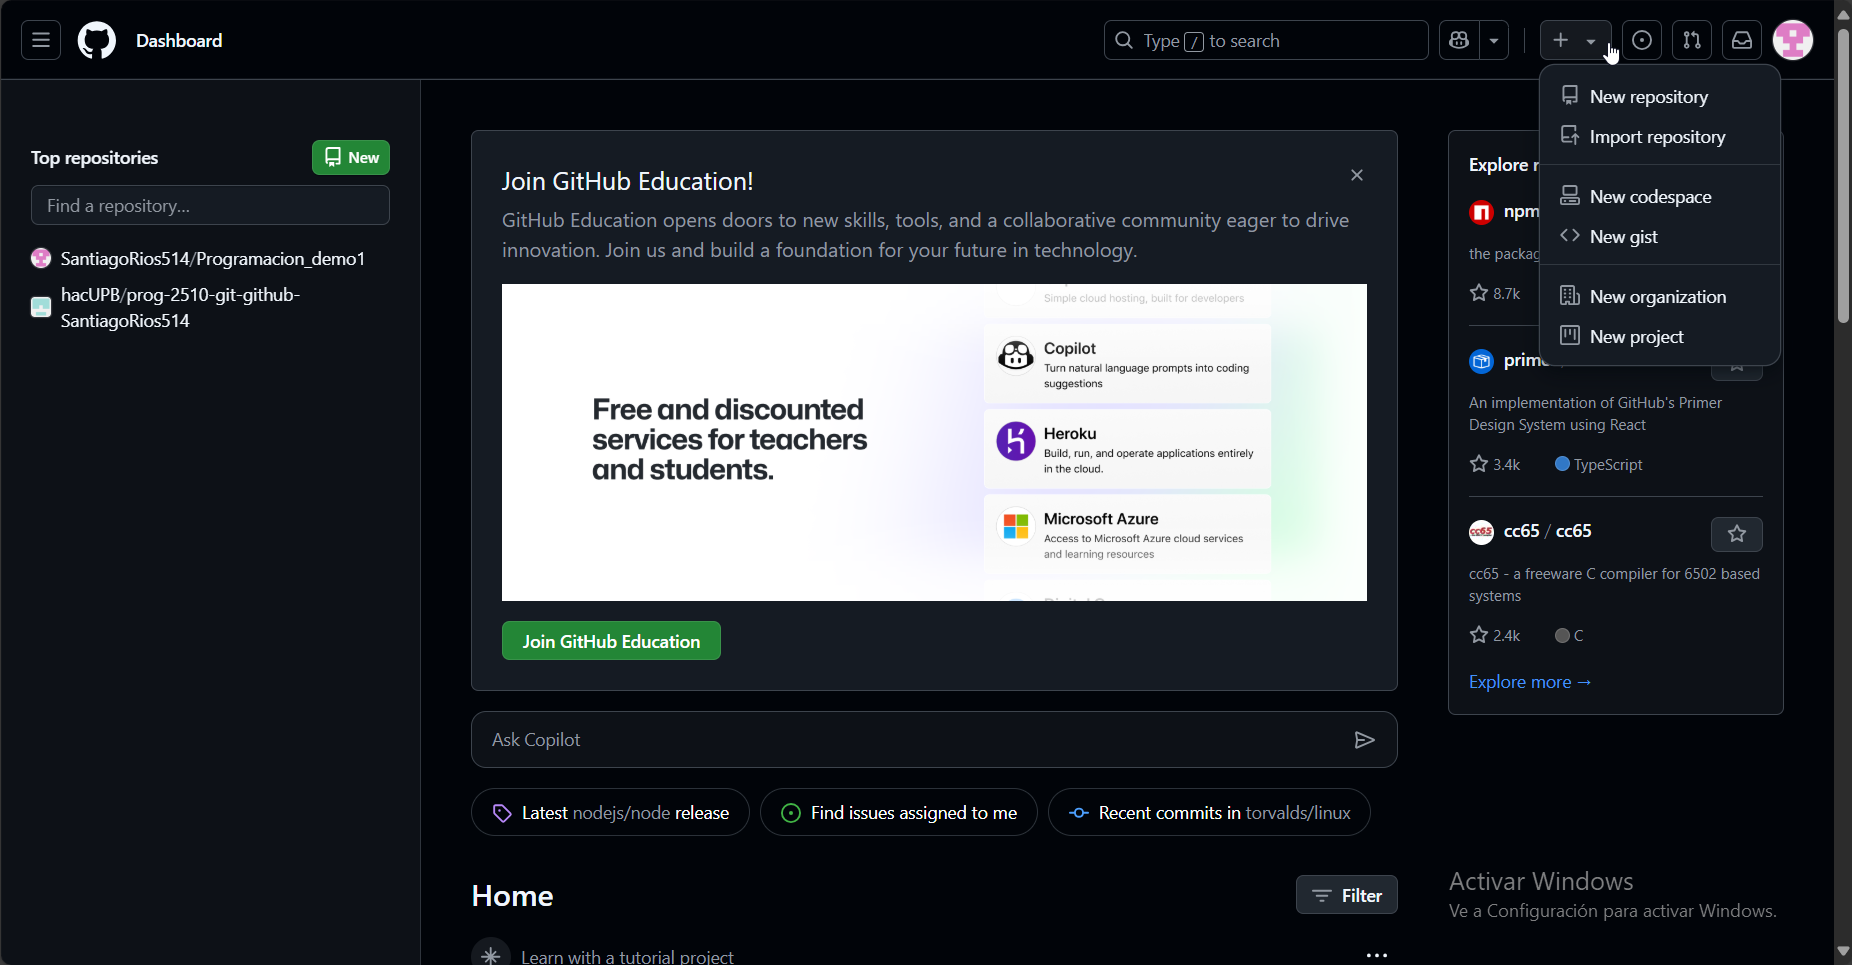 Dashboard
Type / to search
New repository
Import repository
New codespace
New gist
New organization
New project
Top repositories
New
Find a repository...
SantiagoRios514/Programacion_demo1
hacUPB/prog-2510-git-github-
SantiagoRios514
Join GitHub Education!
GitHub Education opens doors to new skills, tools, and a collaborative community eager to drive
innovation. Join us and build a foundation for your future in technology.
Free and discounted
services for teachers
and students.
Simple cloud hosting, built for developers
Copilot
Turn natural language prompts into coding
suggestions
Heroku
Build, run, and operate applications entirely
in the cloud.
Microsoft Azure
Access to Microsoft Azure cloud services
and learning resources
Join GitHub Education
Ask Copilot
Latest nodejs/node release
Find issues assigned to me
Recent commits in torvalds/linux
Home
Filter
Learn with a tutorial project
Explore r
npm
the packag
8.7k
prim
An implementation of GitHub's Primer
Design System using React
3.4k
TypeScript
cc65 / cc65
cc65 - a freeware C compiler for 6502 based
systems
2.4k
C
Explore more →
Activar Windows
Ve a Configuración para activar Windows.